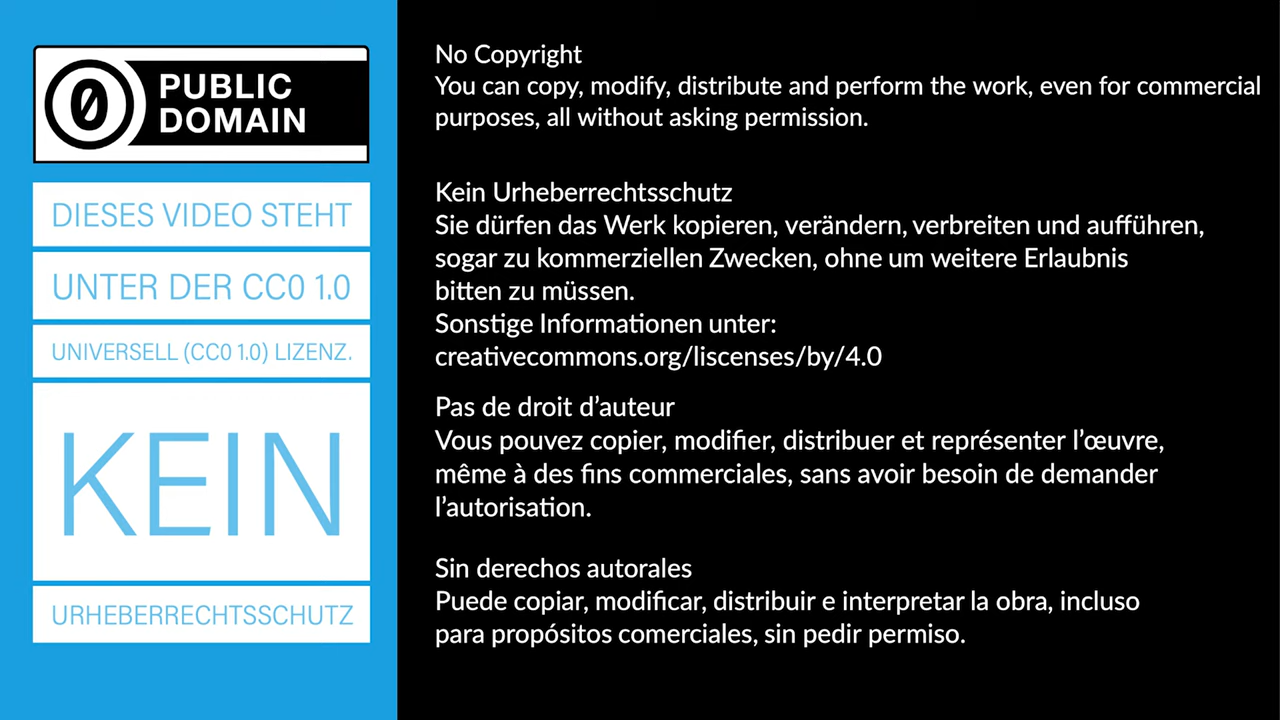 0 PUBLIC
DOMAIN
DIESES VIDEO STEHT
UNTER DER CC0 1.0
UNIVERSELL (CC0 1.0) LIZENZ.
KEIN
URHEBERRECHTSSCHUTZ
No Copyright
You can copy, modify, distribute and perform the work, even for commercial
purposes, all without asking permission.
Kein Urheberrechtsschutz
Sie dürfen das Werk kopieren, verändern, verbreiten und aufführen,
sogar zu kommerziellen Zwecken, ohne um weitere Erlaubnis
bitten zu müssen.
Sonstige Informationen unter:
creativecommons.org/liscenses/by/4.0
Pas de droit d’auteur
Vous pouvez copier, modifier, distribuer et représenter l’œuvre,
même à des fins commerciales, sans avoir besoin de demander
l’autorisation.
Sin derechos autorales
Puede copiar, modificar, distribuir e interpretar la obra, incluso
para propósitos comerciales, sin pedir permiso.